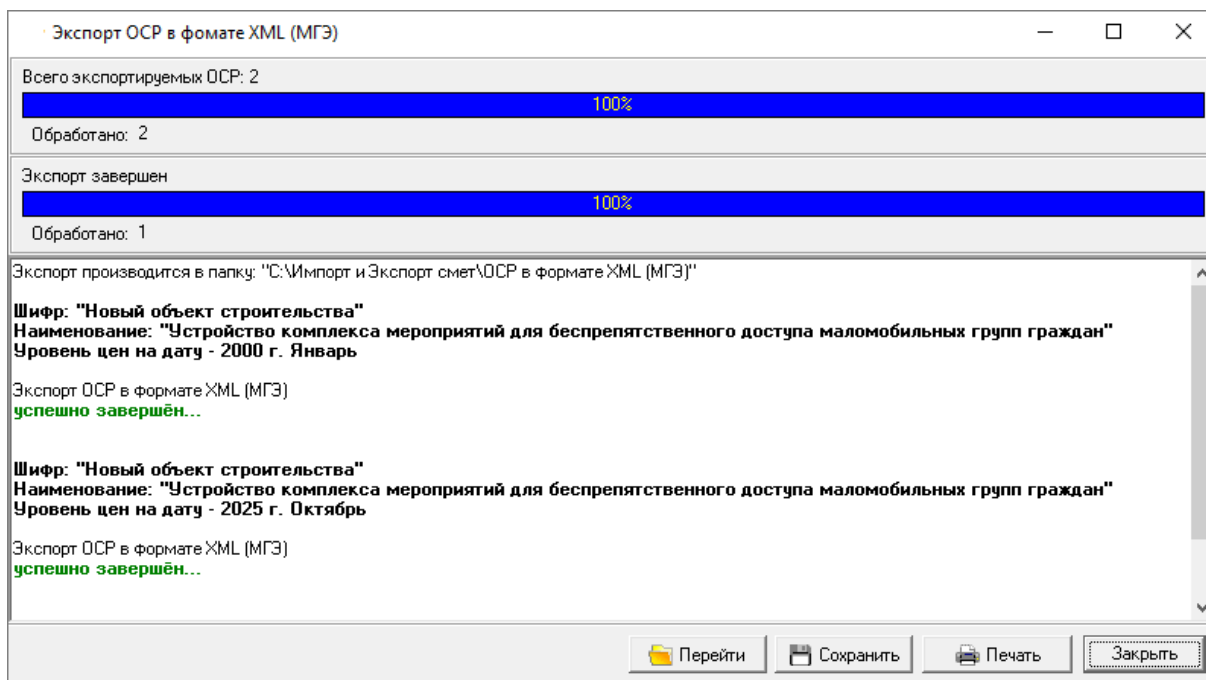 Экспорт ОСР в фомате XML (МГЭ)
Всего экспортируемых ОСР: 2
100%
Обработано: 2
Экспорт завершен
100%
Обработано: 1
Экспорт производится в папку: "C:\Импорт и Экспорт смет\ОСР в формате XML (МГЭ)"
Шифр: "Новый объект строительства"
Наименование: "Устройство комплекса мероприятий для беспрепятственного доступа маломобильных групп граждан"
Уровень цен на дату - 2000 г. Январь
Экспорт ОСР в формате XML (МГЭ)
успешно завершён...
Шифр: "Новый объект строительства"
Наименование: "Устройство комплекса мероприятий для беспрепятственного доступа маломобильных групп граждан"
Уровень цен на дату - 2025 г. Октябрь
Экспорт ОСР в формате XML (МГЭ)
успешно завершён...
Перейти Сохранить Печать Закрыть